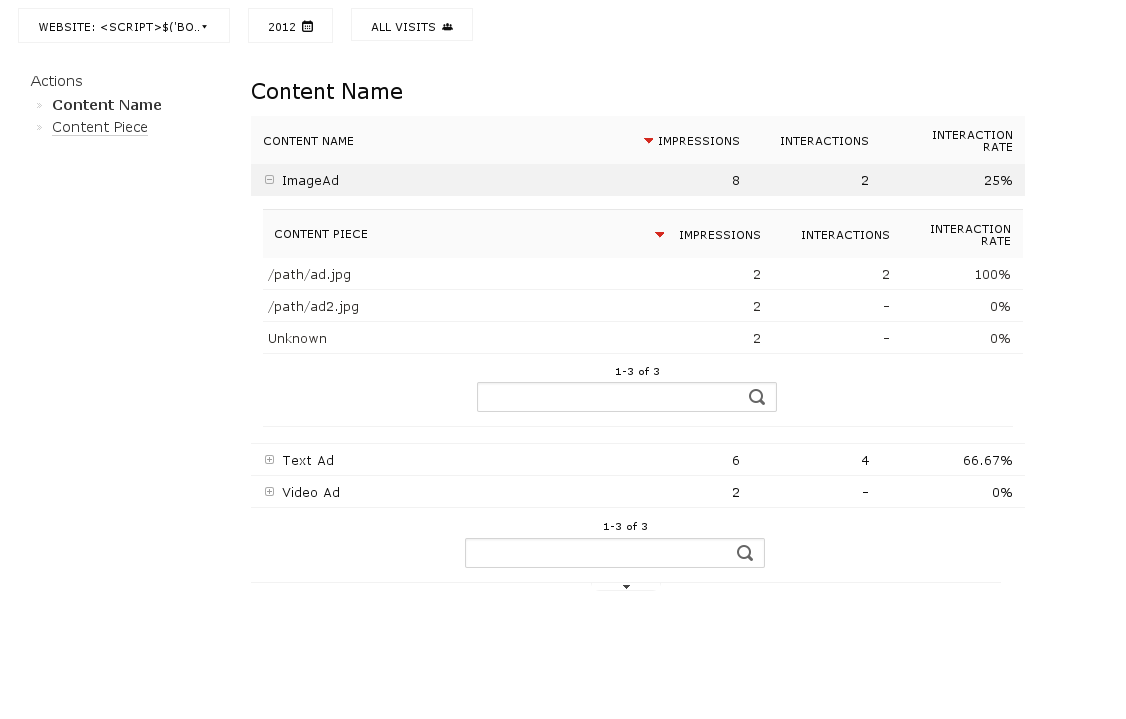 WEBSITE: <SCRIPT>$('BO.. 2012 ALL VISITS
Actions
Content Name
Content Piece
Content Name
CONTENT NAME IMPRESSIONS INTERACTIONS INTERACTION RATE
ImageAd 8 2 25%
CONTENT PIECE IMPRESSIONS INTERACTIONS INTERACTION RATE
/path/ad.jpg 2 2 100%
/path/ad2.jpg 2 - 0%
Unknown 2 - 0%
1-3 of 3
Text Ad 6 4 66.67%
Video Ad 2 - 0%
1-3 of 3